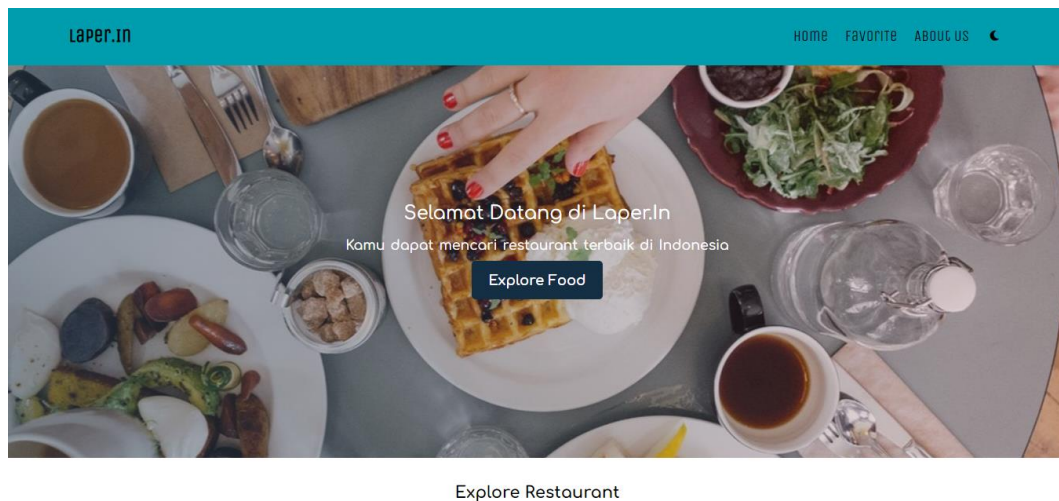 Laper.In
Home Favorite About Us
Selamat Datang di Laper.In
Kamu dapat mencari restaurant terbaik di Indonesia
Explore Food
Explore Restaurant